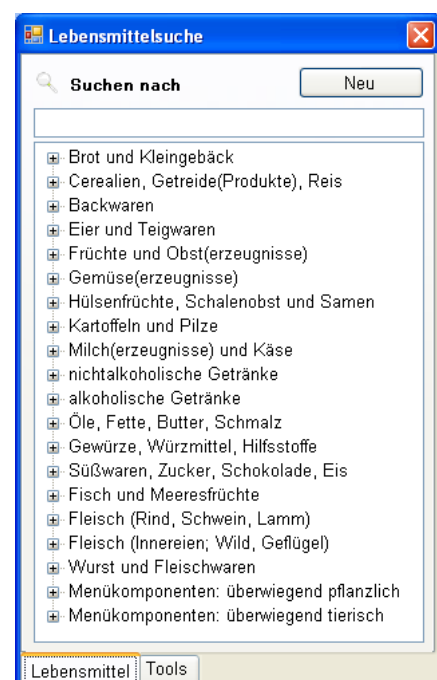 Lebensmittelsuche
Suchen nach Neu
Brot und Kleingebäck
Cerealien, Getreide(Produkte), Reis
Backwaren
Eier und Teigwaren
Früchte und Obst(erzeugnisse)
Gemüse(erzeugnisse)
Hülsenfrüchte, Schalenobst und Samen
Kartoffeln und Pilze
Milch(erzeugnisse) und Käse
nichtalkoholische Getränke
alkoholische Getränke
Öle, Fette, Butter, Schmalz
Gewürze, Würzmittel, Hilfsstoffe
Süßwaren, Zucker, Schokolade, Eis
Fisch und Meeresfrüchte
Fleisch (Rind, Schwein, Lamm)
Fleisch (Innereien; Wild, Geflügel)
Wurst und Fleischwaren
Menükomponenten: überwiegend pflanzlich
Menükomponenten: überwiegend tierisch
Lebensmittel Tools